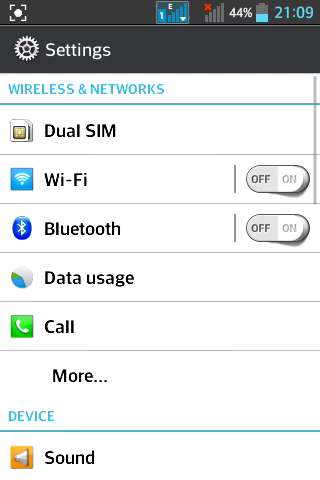 1 E 44% 21:09
Settings
WIRELESS & NETWORKS
Dual SIM
Wi-Fi OFF ON
Bluetooth OFF ON
Data usage
Call
More...
DEVICE
Sound